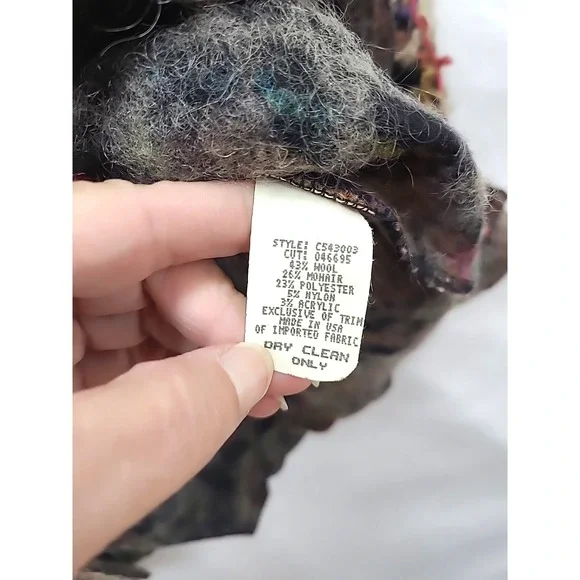 STYLE: C543003
CUT: 046695
43% WOOL
26% MOHAIR
23% POLYESTER
5% NYLON
3% ACRYLIC
EXCLUSIVE OF TRIM
MADE IN USA
OF IMPORTED FABRIC
DRY CLEAN
ONLY